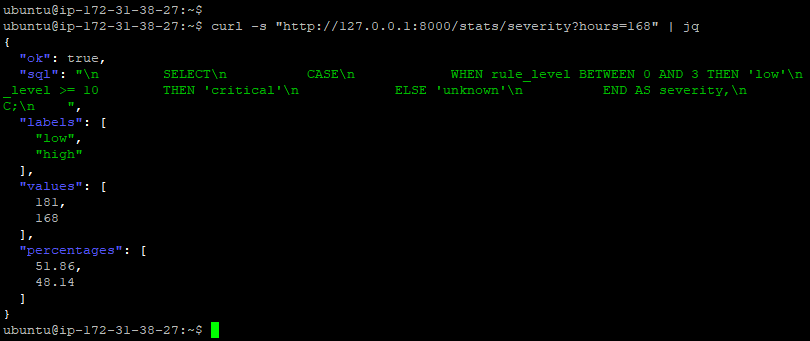 ubuntu@ip-172-31-38-27:~$
ubuntu@ip-172-31-38-27:~$ curl -s "http://127.0.0.1:8000/stats/severity?hours=168" | jq
{
  "ok": true,
  "sql": "\n        SELECT\n          CASE\n            WHEN rule_level BETWEEN 0 AND 3 THEN 'low'\n
_level >= 10        THEN 'critical'\n            ELSE 'unknown'\n          END AS severity,\n
C;\n    ",
  "labels": [
    "low",
    "high"
  ],
  "values": [
    181,
    168
  ],
  "percentages": [
    51.86,
    48.14
  ]
}
ubuntu@ip-172-31-38-27:~$